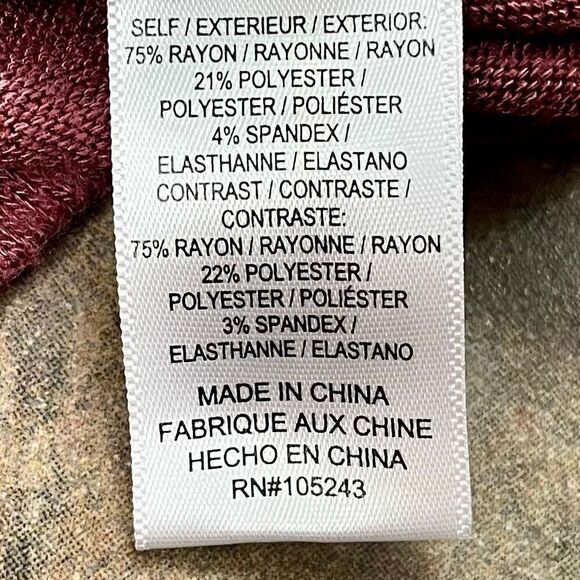 SELF / EXTERIEUR / EXTERIOR:
75% RAYON / RAYONNE / RAYON
21% POLYESTER /
POLYESTER / POLIÉSTER
4% SPANDEX /
ELASTHANNE / ELASTANO
CONTRAST / CONTRASTE /
CONTRASTE:
75% RAYON / RAYONNE / RAYON
22% POLYESTER /
POLYESTER / POLIÉSTER
3% SPANDEX /
ELASTHANNE / ELASTANO
MADE IN CHINA
FABRIQUE AUX CHINE
HECHO EN CHINA
RN#105243